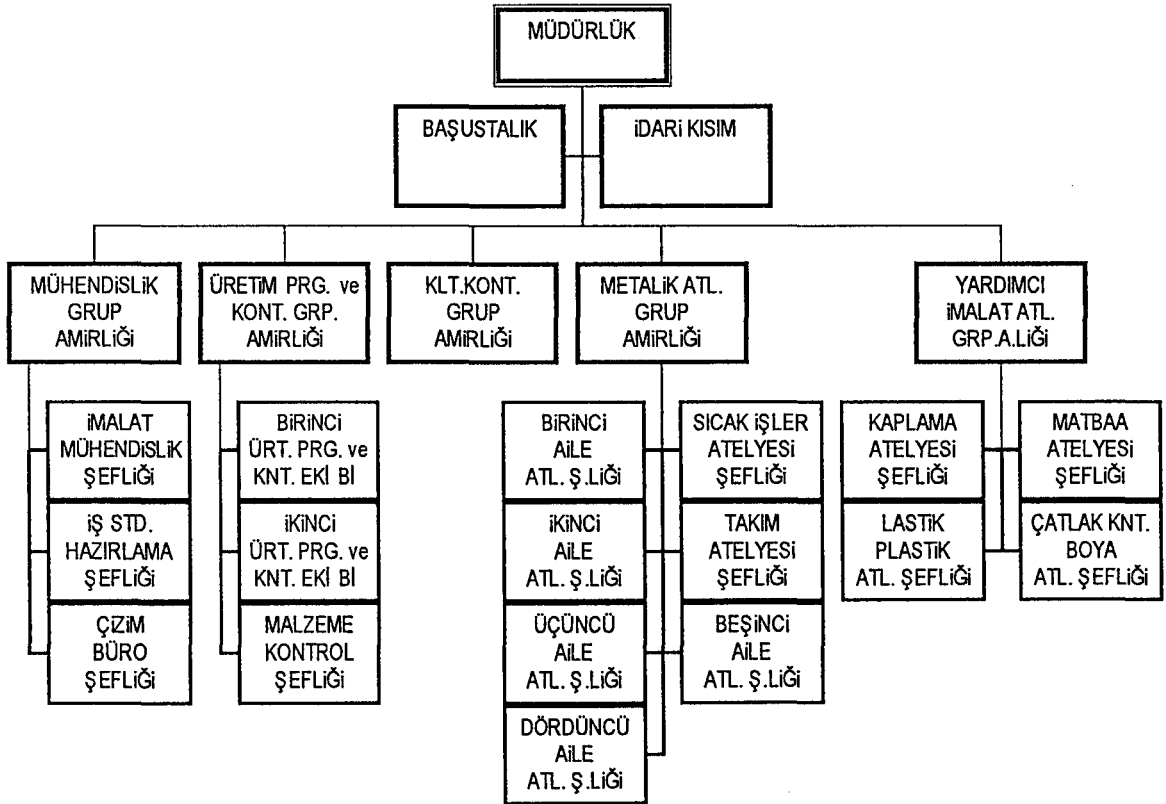 MÜDÜRLÜK
BAŞUSTALIK
İDARİ KISIM
MÜHENDİSLİK
GRUP
AMİRLİĞİ
ÜRETİM PRG. ve
KONT. GRP.
AMİRLİĞİ
KLT.KONT.
GRUP
AMİRLİĞİ
METALİK ATL.
GRUP
AMİRLİĞİ
YARDIMCI
İMALAT ATL.
GRP.A.LİĞİ
İMALAT
MÜHENDİSLİK
ŞEFLİĞİ
İŞ STD.
HAZIRLAMA
ŞEFLİĞİ
ÇİZİM
BÜRO
ŞEFLİĞİ
BİRİNCİ
ÜRT. PRG. ve
KNT. EKİ Bİ
İKİNCİ
ÜRT. PRG. ve
KNT. EKİ Bİ
MALZEME
KONTROL
ŞEFLİĞİ
BİRİNCİ
AİLE
ATL. Ş.LİĞİ
İKİNCİ
AİLE
ATL. Ş.LİĞİ
ÜÇÜNCÜ
AİLE
ATL. Ş.LİĞİ
DÖRDÜNCÜ
AİLE
ATL. Ş.LİĞİ
SICAK İŞLER
ATELYESİ
ŞEFLİĞİ
TAKIM
ATELYESİ
ŞEFLİĞİ
BEŞİNCİ
AİLE
ATL. Ş.LİĞİ
KAPLAMA
ATELYESİ
ŞEFLİĞİ
LASTİK
PLASTİK
ATL. ŞEFLİĞİ
MATBAA
ATELYESİ
ŞEFLİĞİ
ÇATLAK KNT.
BOYA
ATL. ŞEFLİĞİ